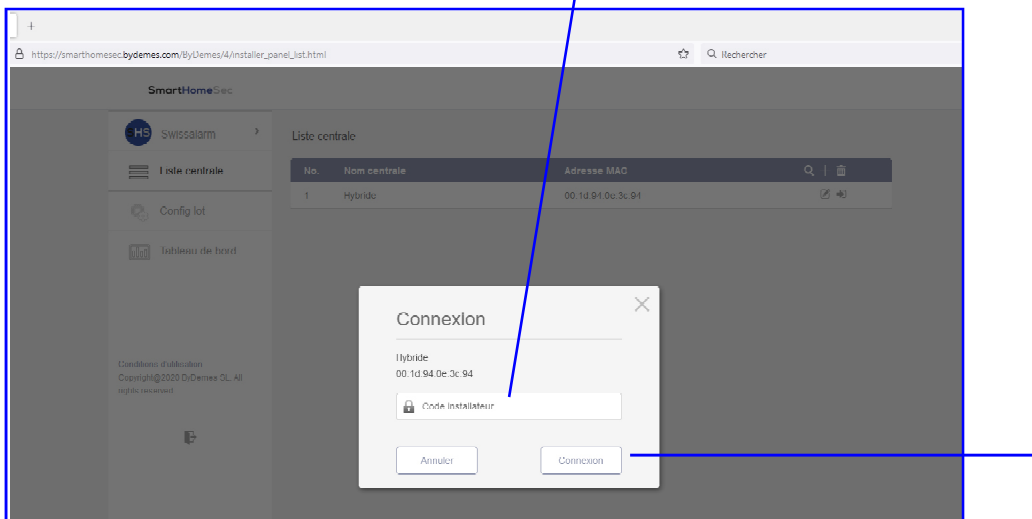 +
https://smarthomesec.bydemes.com/ByDemes/4/installer_panel_list.html
Rechercher
SmartHomeSec
SHS Swissalarm >
Liste centrale
Liste centrale
No. Nom centrale Adresse MAC
1 Hybride 00.1d.94.0e.3c.94
Config lot
Tableau de bord
Connexion
Hybride
00.1d.94.0e.3c.94
Code installateur
Annuler Connexion
Conditions d'utilisation
Copyright@2020 ByDemes SL. All
rights reserved